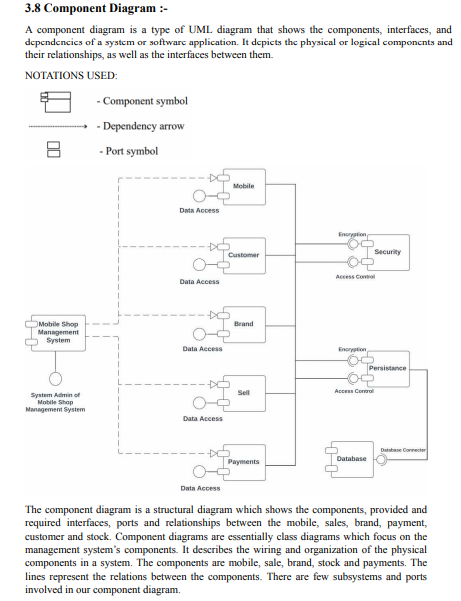 3.8 Component Diagram :-
A component diagram is a type of UML diagram that shows the components, interfaces, and
dependencies of a system or software application. It depicts the physical or logical components and
their relationships, as well as the interfaces between them.
NOTATIONS USED:
- Component symbol
- Dependency arrow
- Port symbol
Mobile
Data Access
Encryption
Customer
Security
Access Control
Data Access
Mobile Shop
Management
System
Brand
Data Access
Encryption
Persistance
System Admin of
Mobile Shop
Management System
Sell
Access Control
Data Access
Database Connector
Database
Payments
Data Access
The component diagram is a structural diagram which shows the components, provided and
required interfaces, ports and relationships between the mobile, sales, brand, payment,
customer and stock. Component diagrams are essentially class diagrams which focus on the
management system's components. It describes the wiring and organization of the physical
components in a system. The components are mobile, sale, brand, stock and payments. The
lines represent the relations between the components. There are few subsystems and ports
involved in our component diagram.